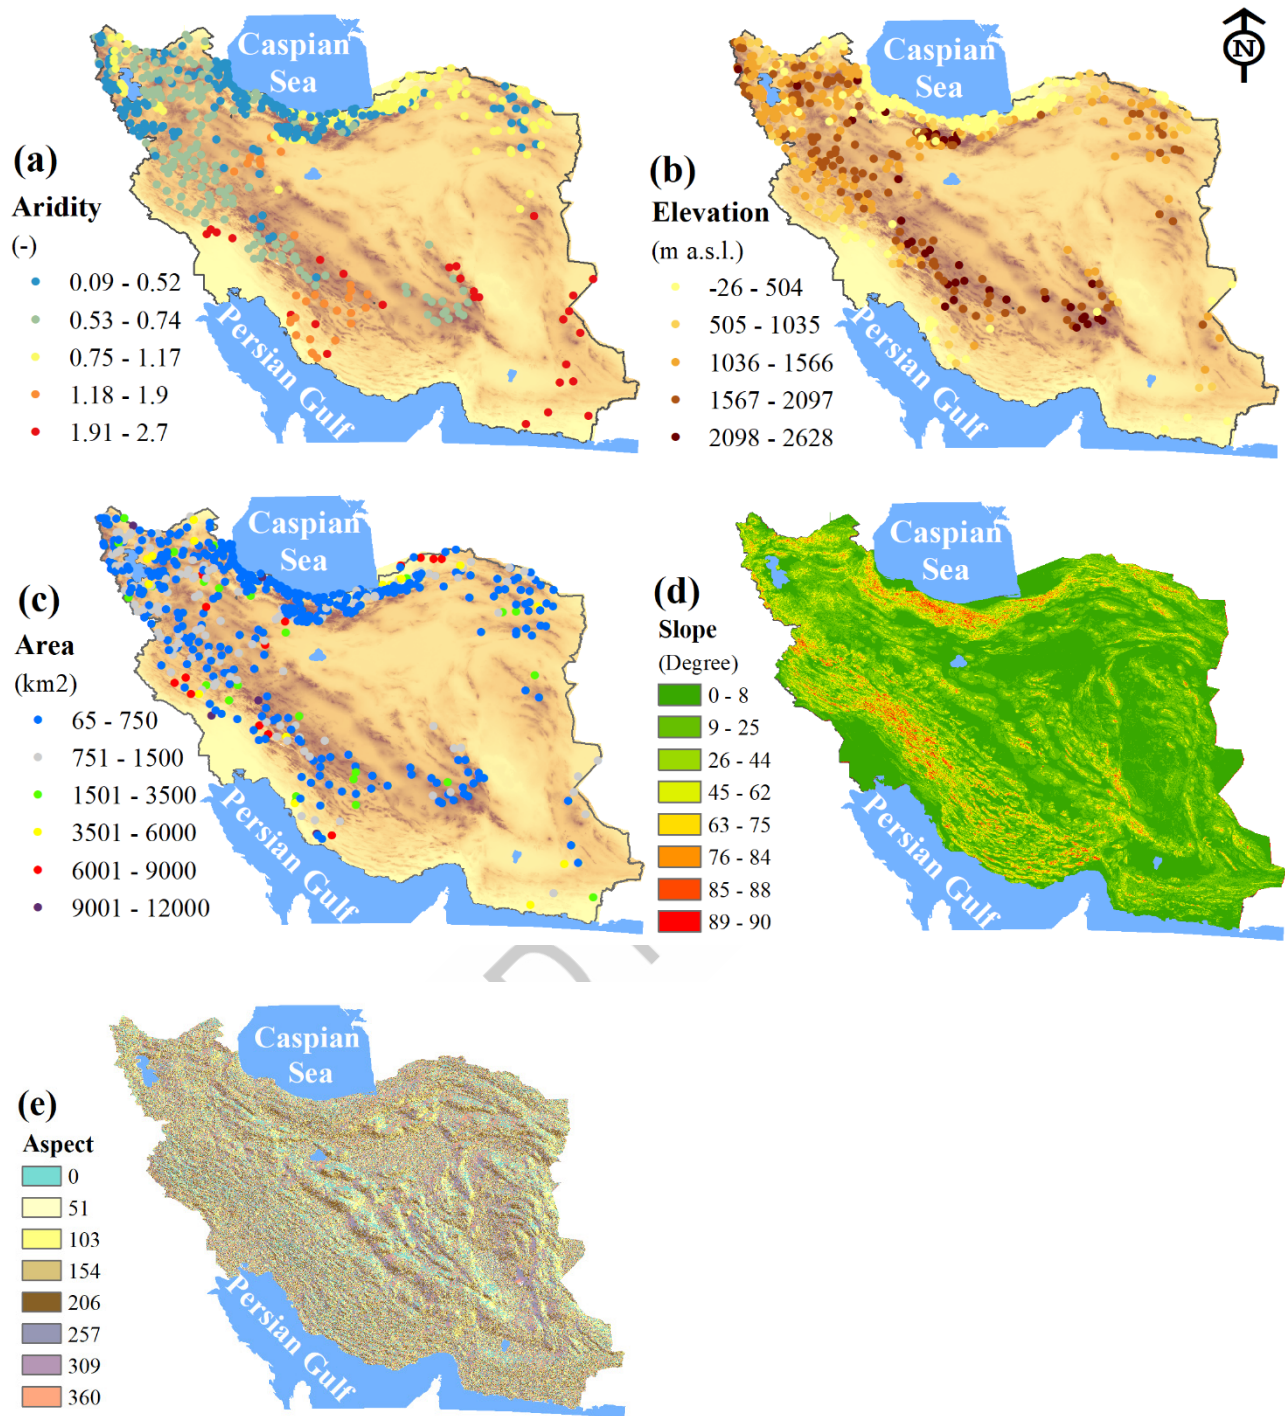 Caspian
Sea
Persian Gulf
(a)
Aridity
(-)
0.09 - 0.52
0.53 - 0.74
0.75 - 1.17
1.18 - 1.9
1.91 - 2.7
N
Caspian
Sea
Persian Gulf
(b)
Elevation
(m a.s.l.)
-26 - 504
505 - 1035
1036 - 1566
1567 - 2097
2098 - 2628
Caspian
Sea
Persian Gulf
(c)
Area
(km2)
65 - 750
751 - 1500
1501 - 3500
3501 - 6000
6001 - 9000
9001 - 12000
Caspian
Sea
Persian Gulf
(d)
Slope
(Degree)
0 - 8
9 - 25
26 - 44
45 - 62
63 - 75
76 - 84
85 - 88
89 - 90
Caspian
Sea
Persian Gulf
(e)
Aspect
0
51
103
154
206
257
309
360